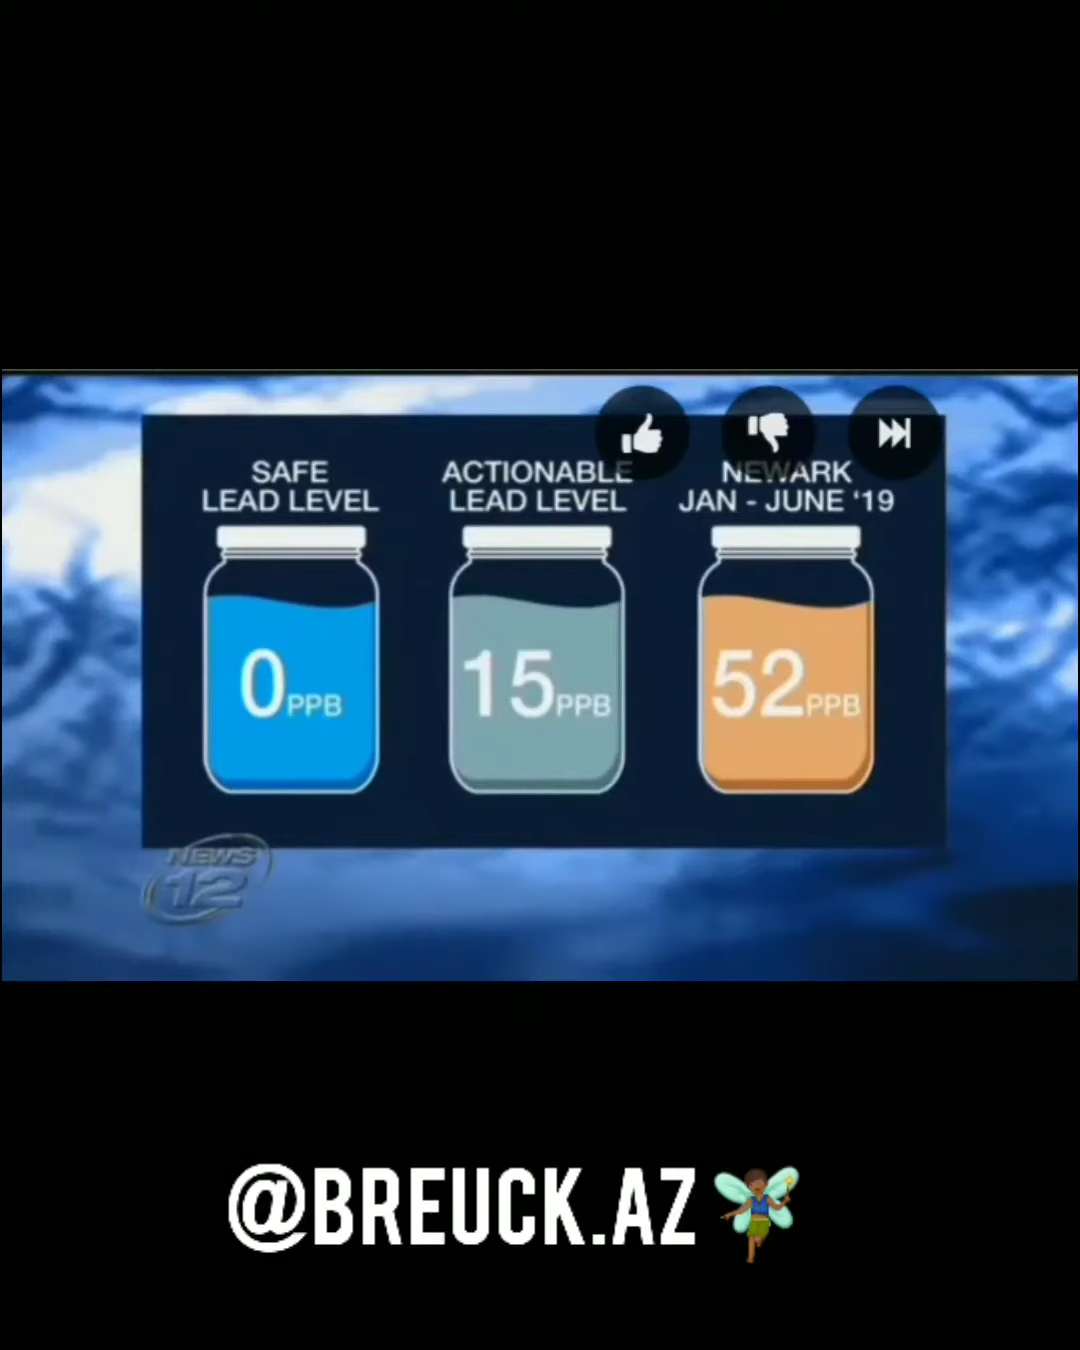 SAFE
LEAD LEVEL
ACTIONABLE
LEAD LEVEL
NEWARK
JAN - JUNE ‘19
0PPB
15PPB
52PPB
NEWS
12
@BREUCK.AZ